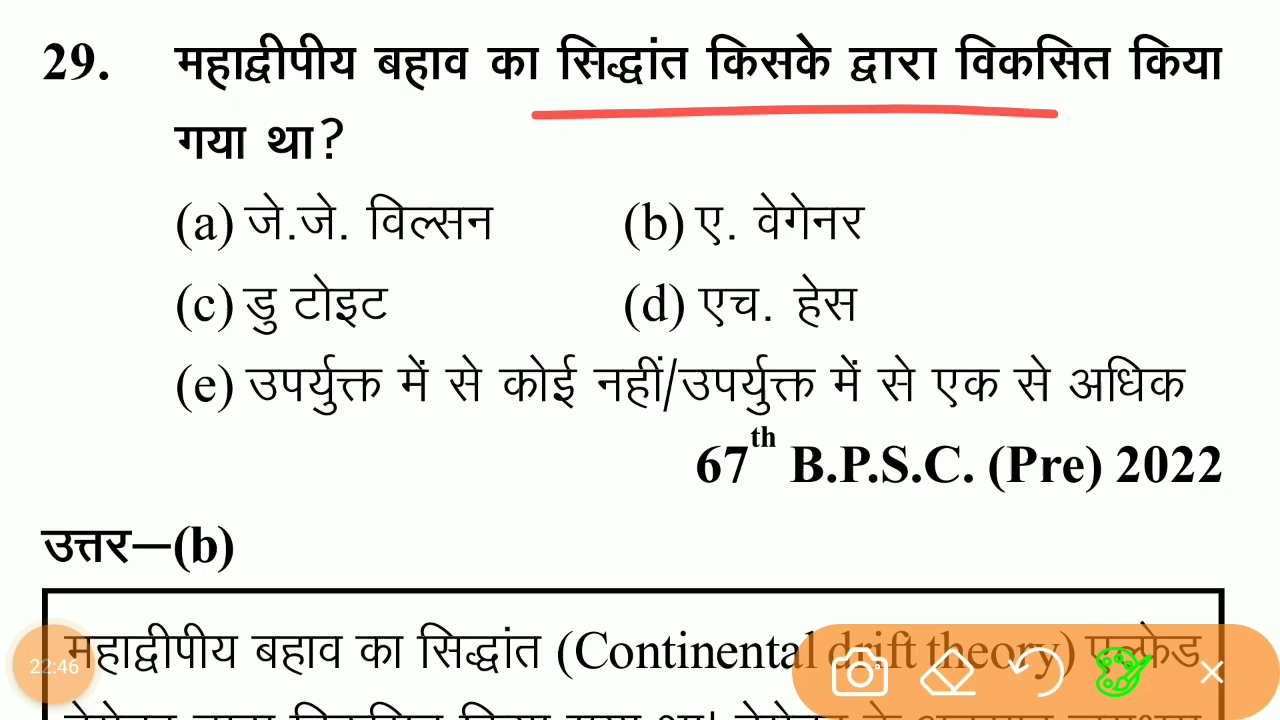 29. महाद्वीपीय बहाव का सिद्धांत किसके द्वारा विकसित किया
गया था?
(a) जे.जे. विल्सन (b) ए. वेगेनर
(c) डु टोइट (d) एच. हेस
(e) उपर्युक्त में से कोई नहीं/उपर्युक्त में से एक से अधिक
67th B.P.S.C. (Pre) 2022
उत्तर—(b)
महाद्वीपीय बहाव का सिद्धांत (Continental drift theory) एल्फ्रेड
22:46